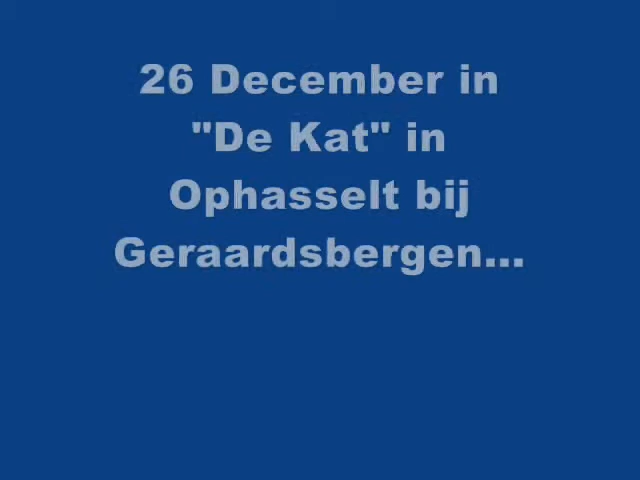 26 December in
"De Kat" in
Ophasselt bij
Geraardsbergen...